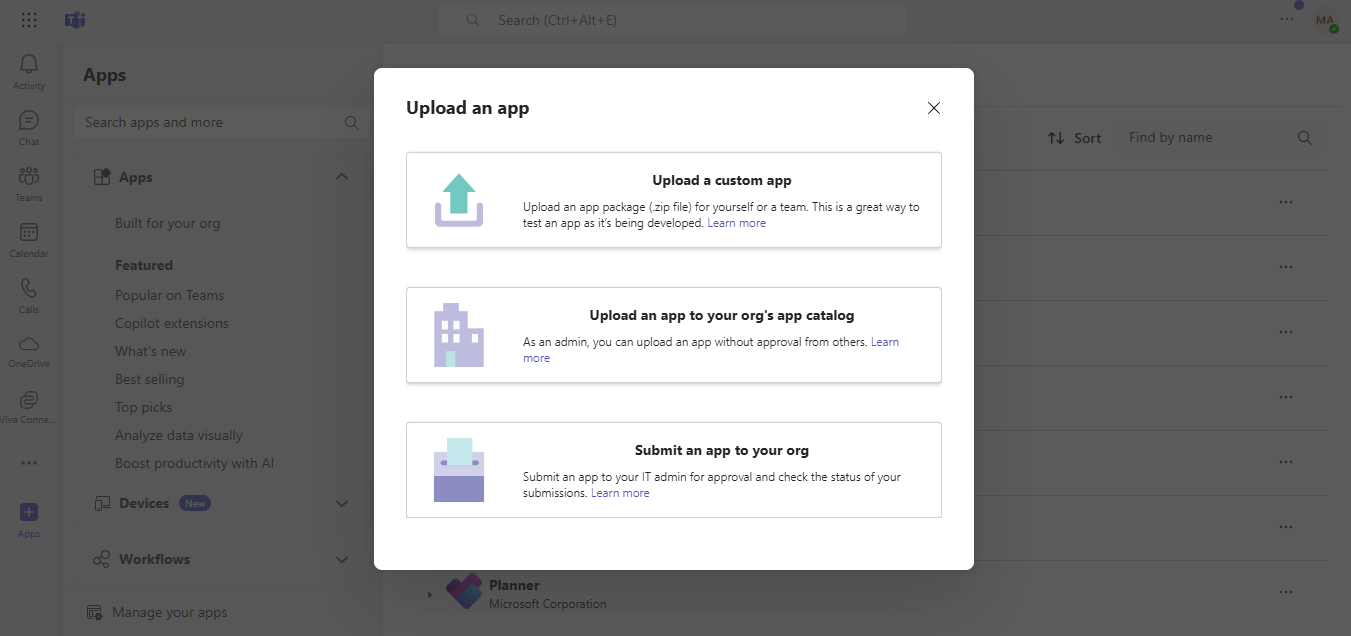 Search (Ctrl+Alt+E)
MA
Activity
Chat
Teams
Calendar
Calls
OneDrive
Viva Conne...
Apps
Apps
Search apps and more
Apps
Built for your org
Featured
Popular on Teams
Copilot extensions
What's new
Best selling
Top picks
Analyze data visually
Boost productivity with AI
Devices New
Workflows
Manage your apps
Sort
Find by name
Upload an app
Upload a custom app
Upload an app package (.zip file) for yourself or a team. This is a great way to
test an app as it's being developed. Learn more
Upload an app to your org's app catalog
As an admin, you can upload an app without approval from others. Learn
more
Submit an app to your org
Submit an app to your IT admin for approval and check the status of your
submissions. Learn more
Planner
Microsoft Corporation